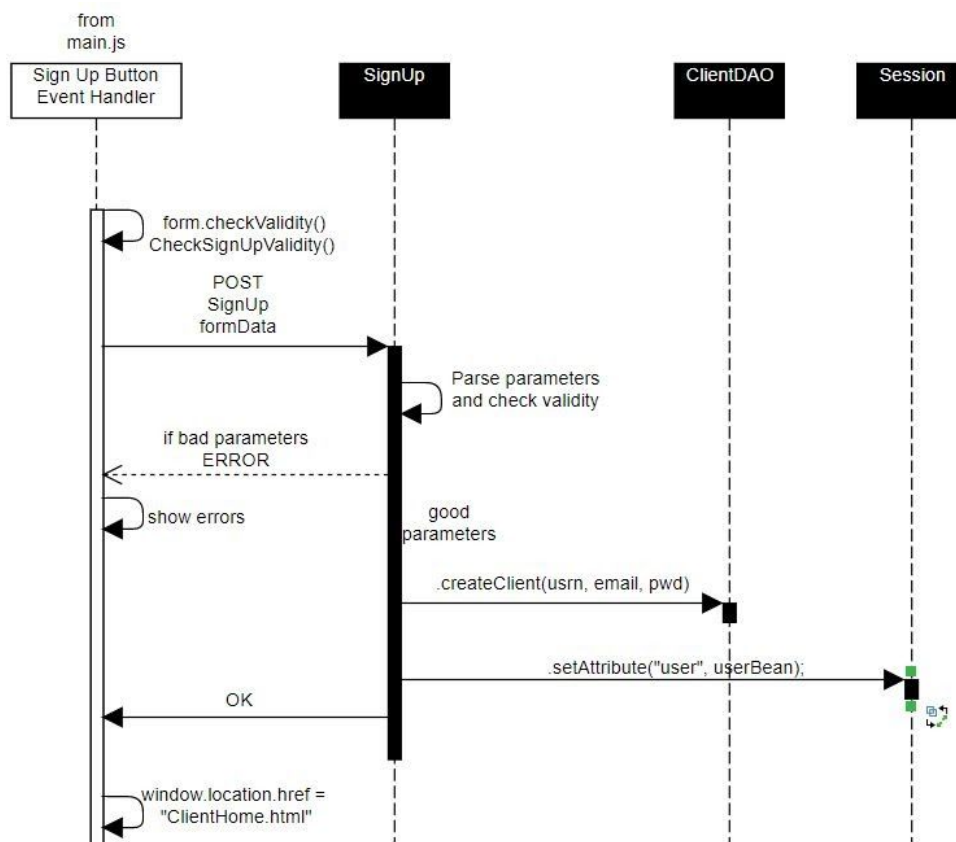 from
main.js
Sign Up Button
Event Handler
SignUp
ClientDAO
Session
form.checkValidity()
CheckSignUpValidity()
POST
SignUp
formData
Parse parameters
and check validity
if bad parameters
ERROR
show errors
good
parameters
.createClient(usrn, email, pwd)
.setAttribute("user", userBean);
OK
window.location.href =
"ClientHome.html"